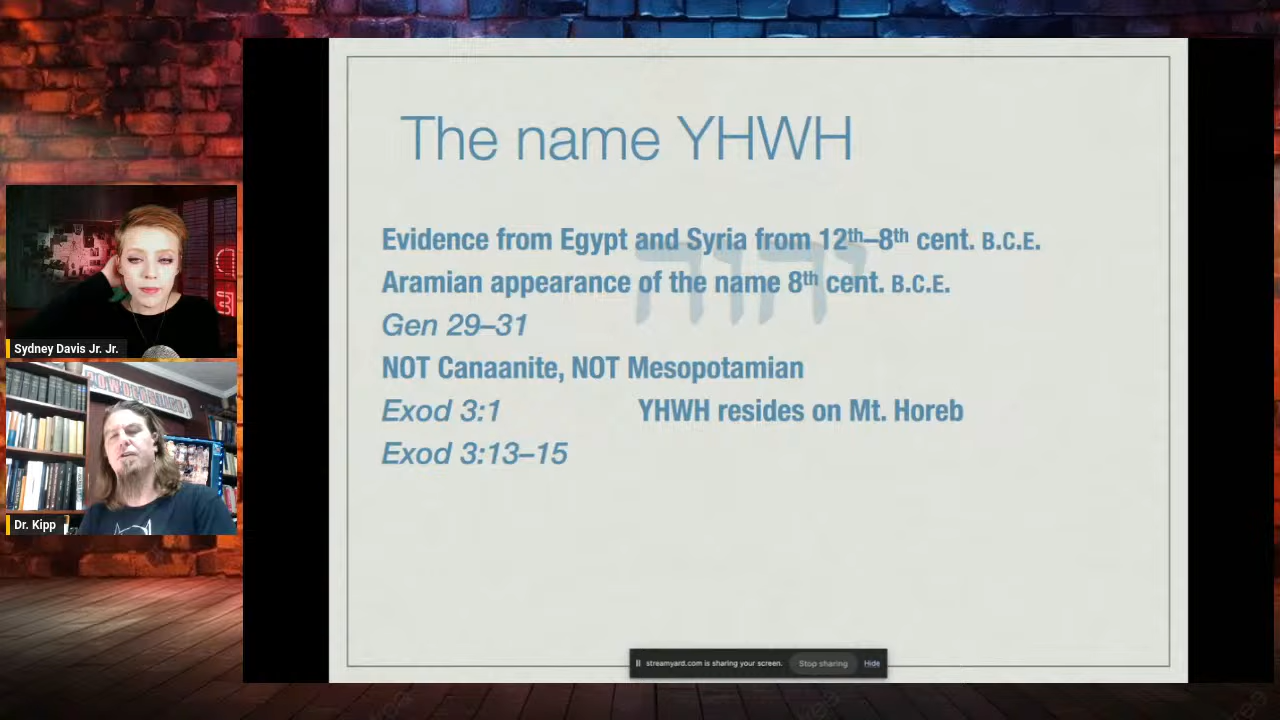 The name YHWH
יהוה
Evidence from Egypt and Syria from 12th–8th cent. B.C.E.
Aramian appearance of the name 8th cent. B.C.E.
Gen 29–31
NOT Canaanite, NOT Mesopotamian
Exod 3:1 YHWH resides on Mt. Horeb
Exod 3:13–15
Sydney Davis Jr. Jr.
Dr. Kipp
streamyard.com is sharing your screen. Stop sharing Hide